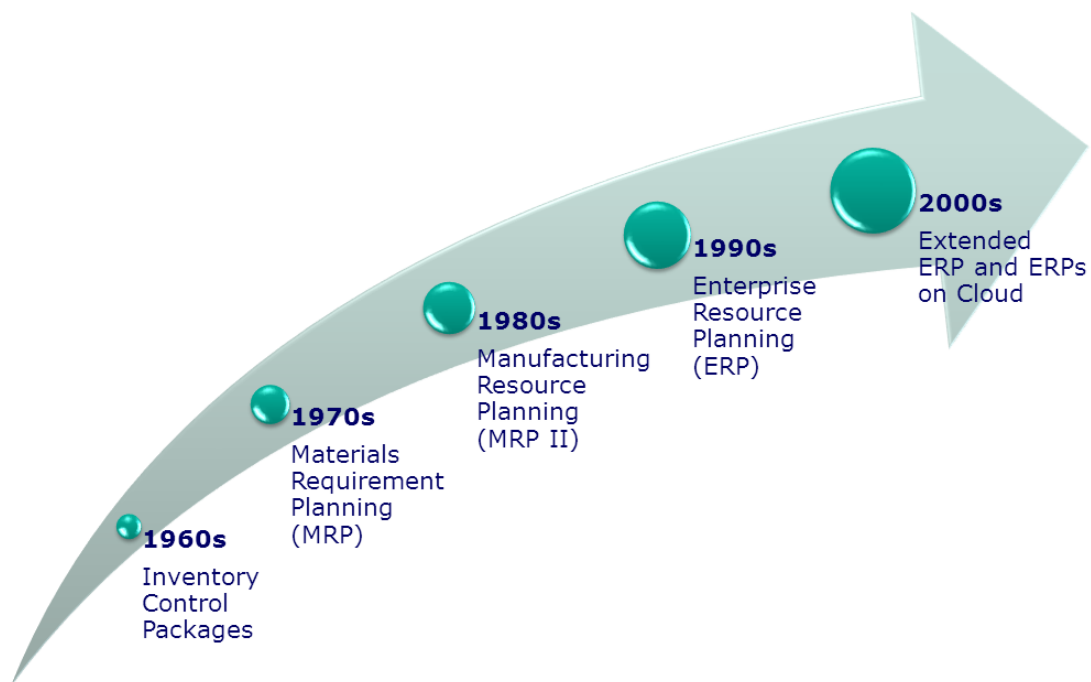 1960s
Inventory
Control
Packages
1970s
Materials
Requirement
Planning
(MRP)
1980s
Manufacturing
Resource
Planning
(MRP II)
1990s
Enterprise
Resource
Planning
(ERP)
2000s
Extended
ERP and ERPs
on Cloud